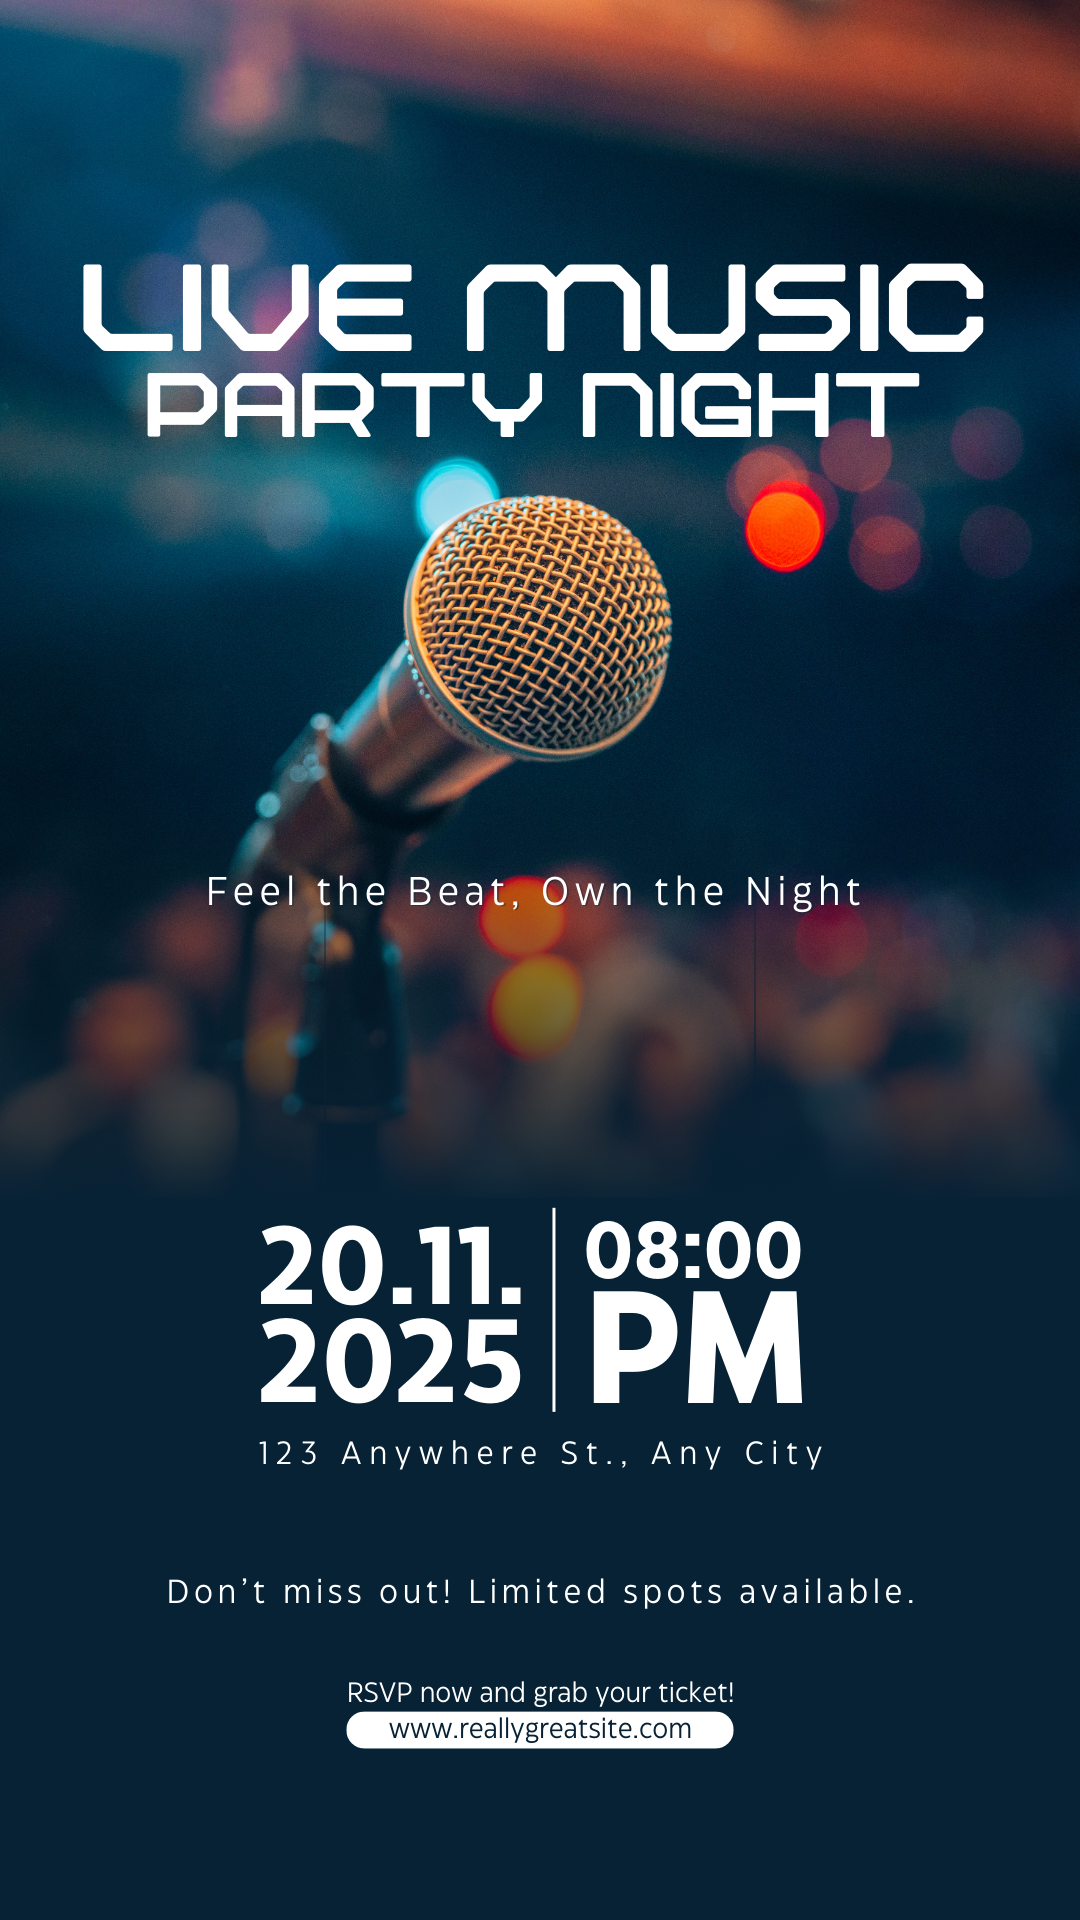 LIVE MUSIC
PARTY NIGHT
Feel the Beat, Own the Night
20.11.
2025
08:00
PM
123 Anywhere St., Any City
Don’t miss out! Limited spots available.
RSVP now and grab your ticket!
www.reallygreatsite.com